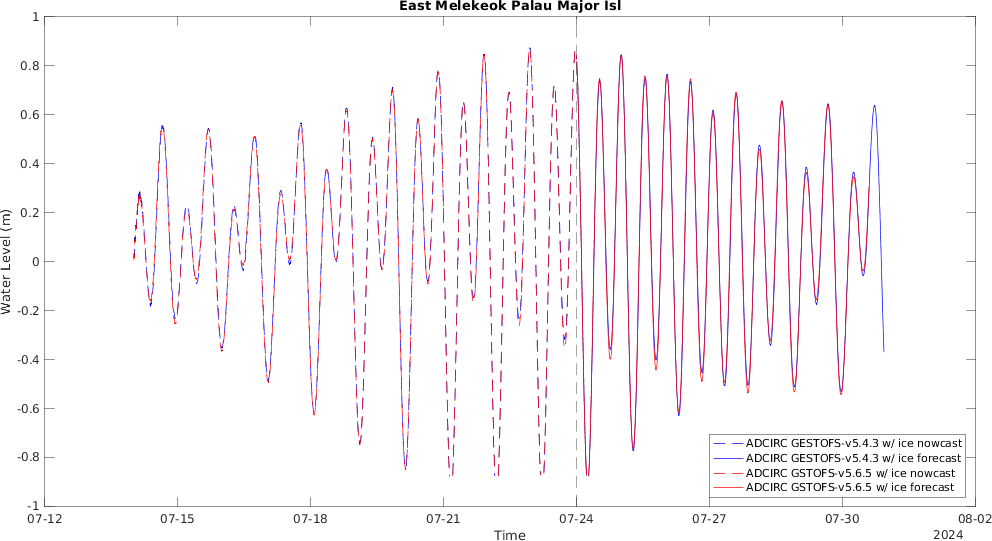 East Melekeok Palau Major Isl
1
0.8
0.6
0.4
0.2
0
-0.2
-0.4
-0.6
-0.8
-1
Water Level (m)
ADCIRC GESTOFS-v5.4.3 w/ ice nowcast
ADCIRC GESTOFS-v5.4.3 w/ ice forecast
ADCIRC GSTOFS-v5.6.5 w/ ice nowcast
ADCIRC GSTOFS-v5.6.5 w/ ice forecast
07-12 07-15 07-18 07-21 07-24 07-27 07-30 08-02
Time
2024